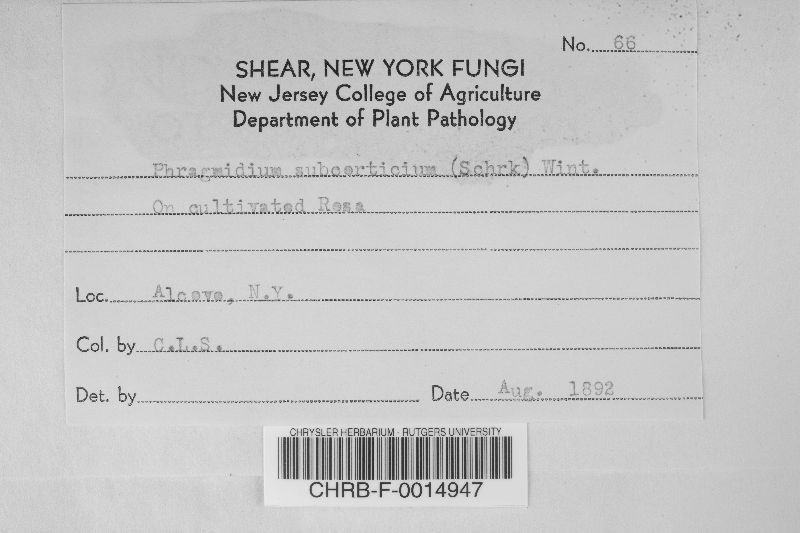 No. 66
SHEAR, NEW YORK FUNGI
New Jersey College of Agriculture
Department of Plant Pathology
Phragmidium subcorticium (Schrk) Wint.
On cultivated Rosa
Loc. Alcove, N.Y.
Col. by C.L.S.
Det. by
Date Aug. 1892
CHRYSLER HERBARIUM - RUTGERS UNIVERSITY
CHRB-F-0014947